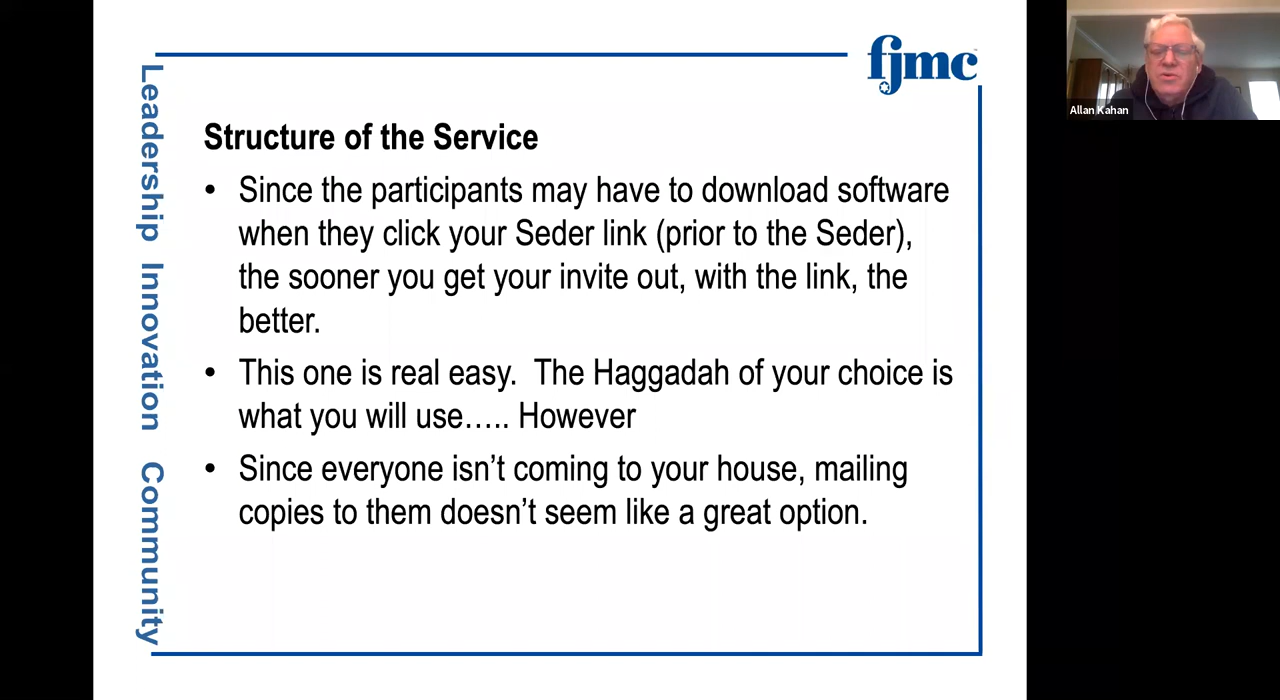 fjmc
Leadership Innovation Community
Structure of the Service
• Since the participants may have to download software
when they click your Seder link (prior to the Seder),
the sooner you get your invite out, with the link, the
better.
• This one is real easy.  The Haggadah of your choice is
what you will use….. However
• Since everyone isn’t coming to your house, mailing
copies to them doesn’t seem like a great option.
Allan Kahan